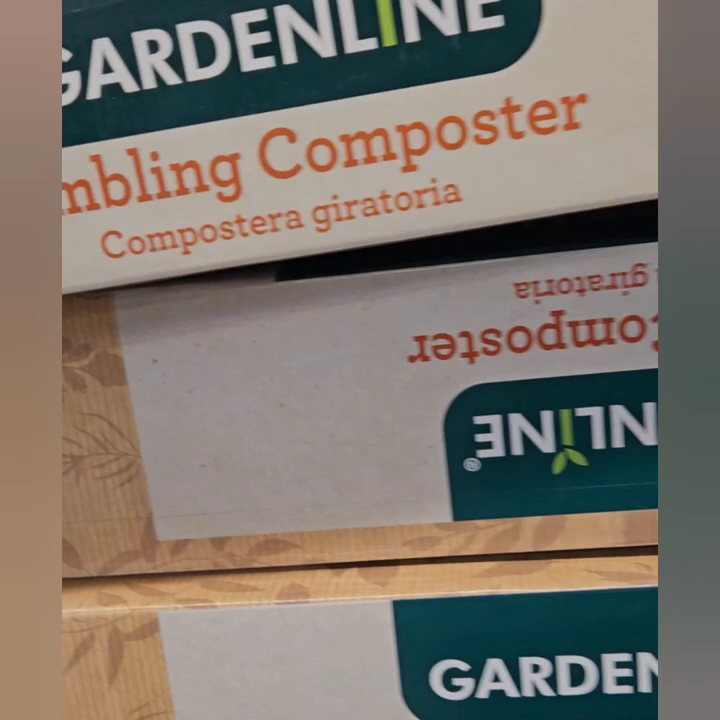 GARDENLINE
mbling Composter
Compostera giratoria
giratoria
Composter
NLINE®
GARDEN